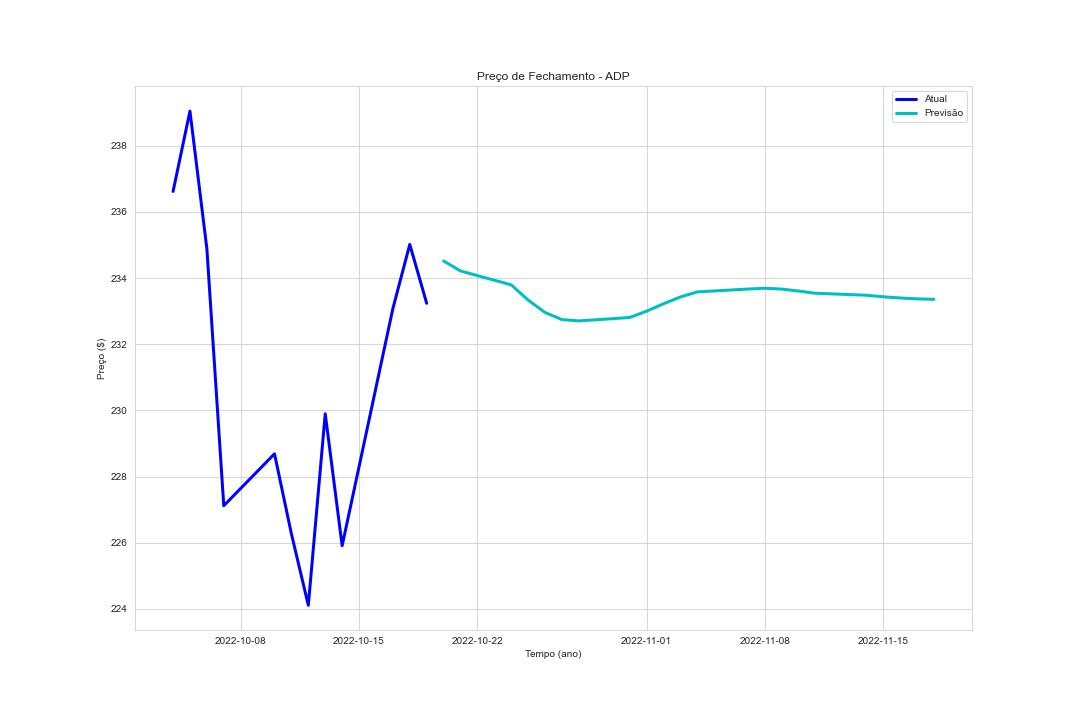 Preço de Fechamento - ADP
Atual
Previsão
238
236
234
232
230
228
226
224
Preço ($)
2022-10-08
2022-10-15
2022-10-22
2022-11-01
2022-11-08
2022-11-15
Tempo (ano)